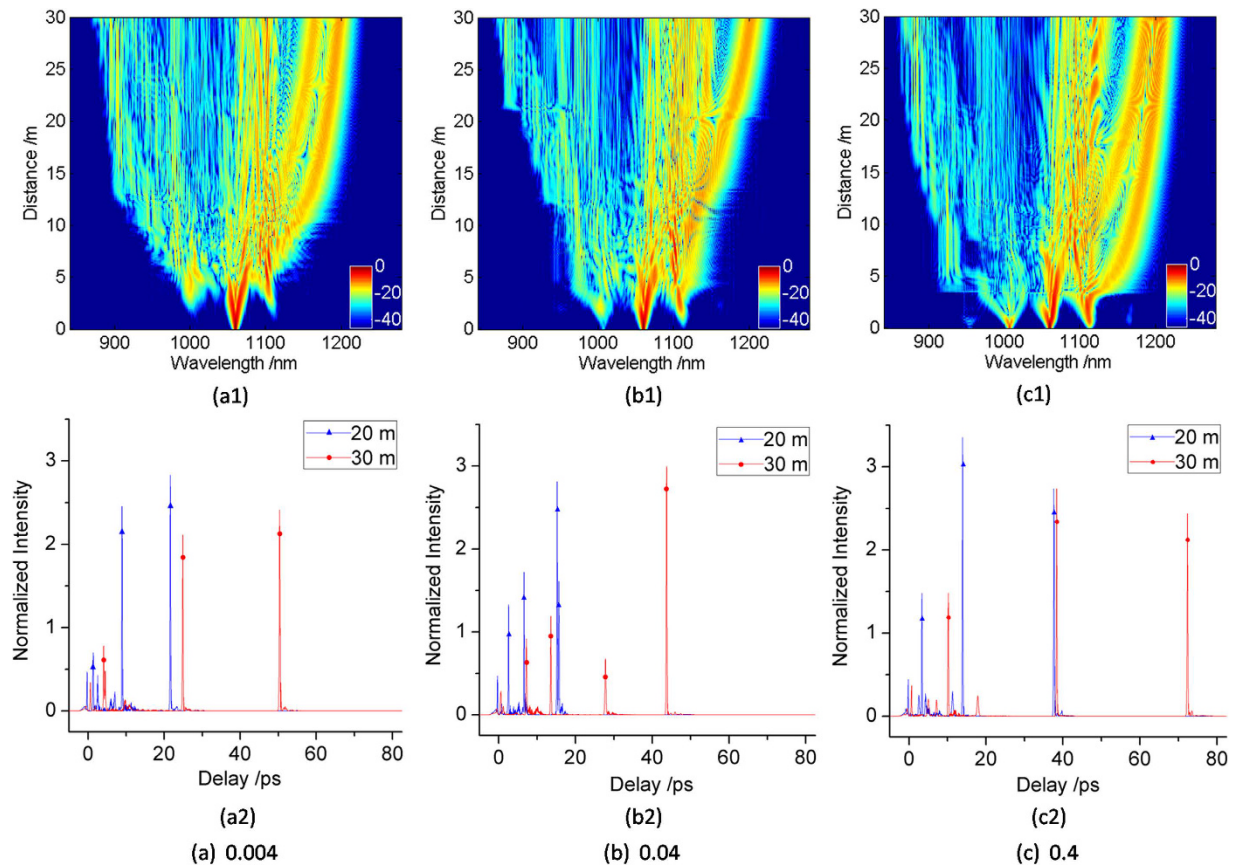 30
25
20
15
10
5
0
Distance /m
0
-20
-40
900 1000 1100 1200
Wavelength /nm
(a1)
30
25
20
15
10
5
0
Distance /m
0
-20
-40
900 1000 1100 1200
Wavelength /nm
(b1)
30
25
20
15
10
5
0
Distance /m
0
-20
-40
900 1000 1100 1200
Wavelength /nm
(c1)
3
2
1
0
Normalized Intensity
20 m
30 m
0 20 40 60 80
Delay /ps
(a2)
3
2
1
0
Normalized Intensity
20 m
30 m
0 20 40 60 80
Delay /ps
(b2)
3
2
1
0
Normalized Intensity
20 m
30 m
0 20 40 60 80
Delay /ps
(c2)
(a) 0.004
(b) 0.04
(c) 0.4